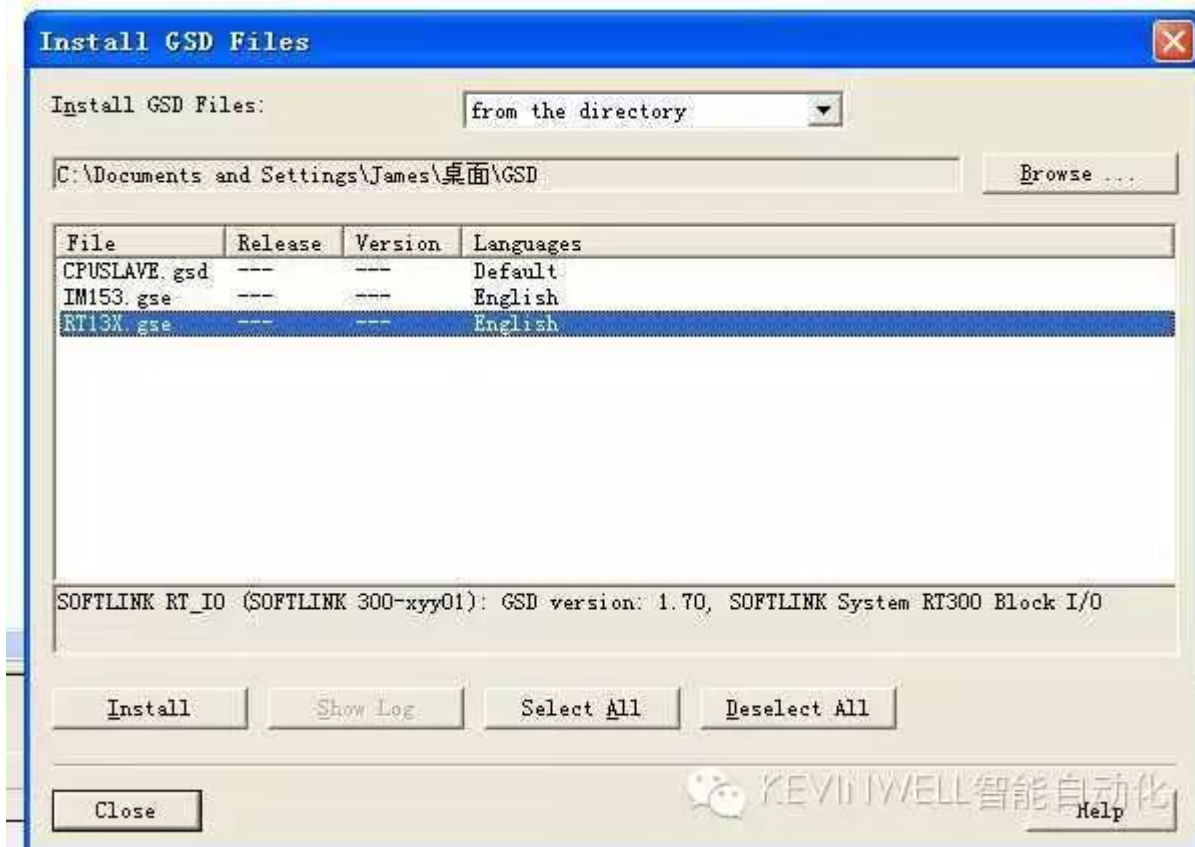 Install GSD Files
Install GSD Files:
from the directory
C:\Documents and Settings\James\桌面\GSD
Browse ...
File Release Version Languages
CPUSLAVE.gsd --- --- Default
IM153.gse --- --- English
RT13X.gse --- --- English
SOFTLINK RT_IO (SOFTLINK 300-xyy01): GSD version: 1.70, SOFTLINK System RT300 Block I/O
Install Show Log Select All Deselect All
Close
Help
KEVINWELL智能自动化